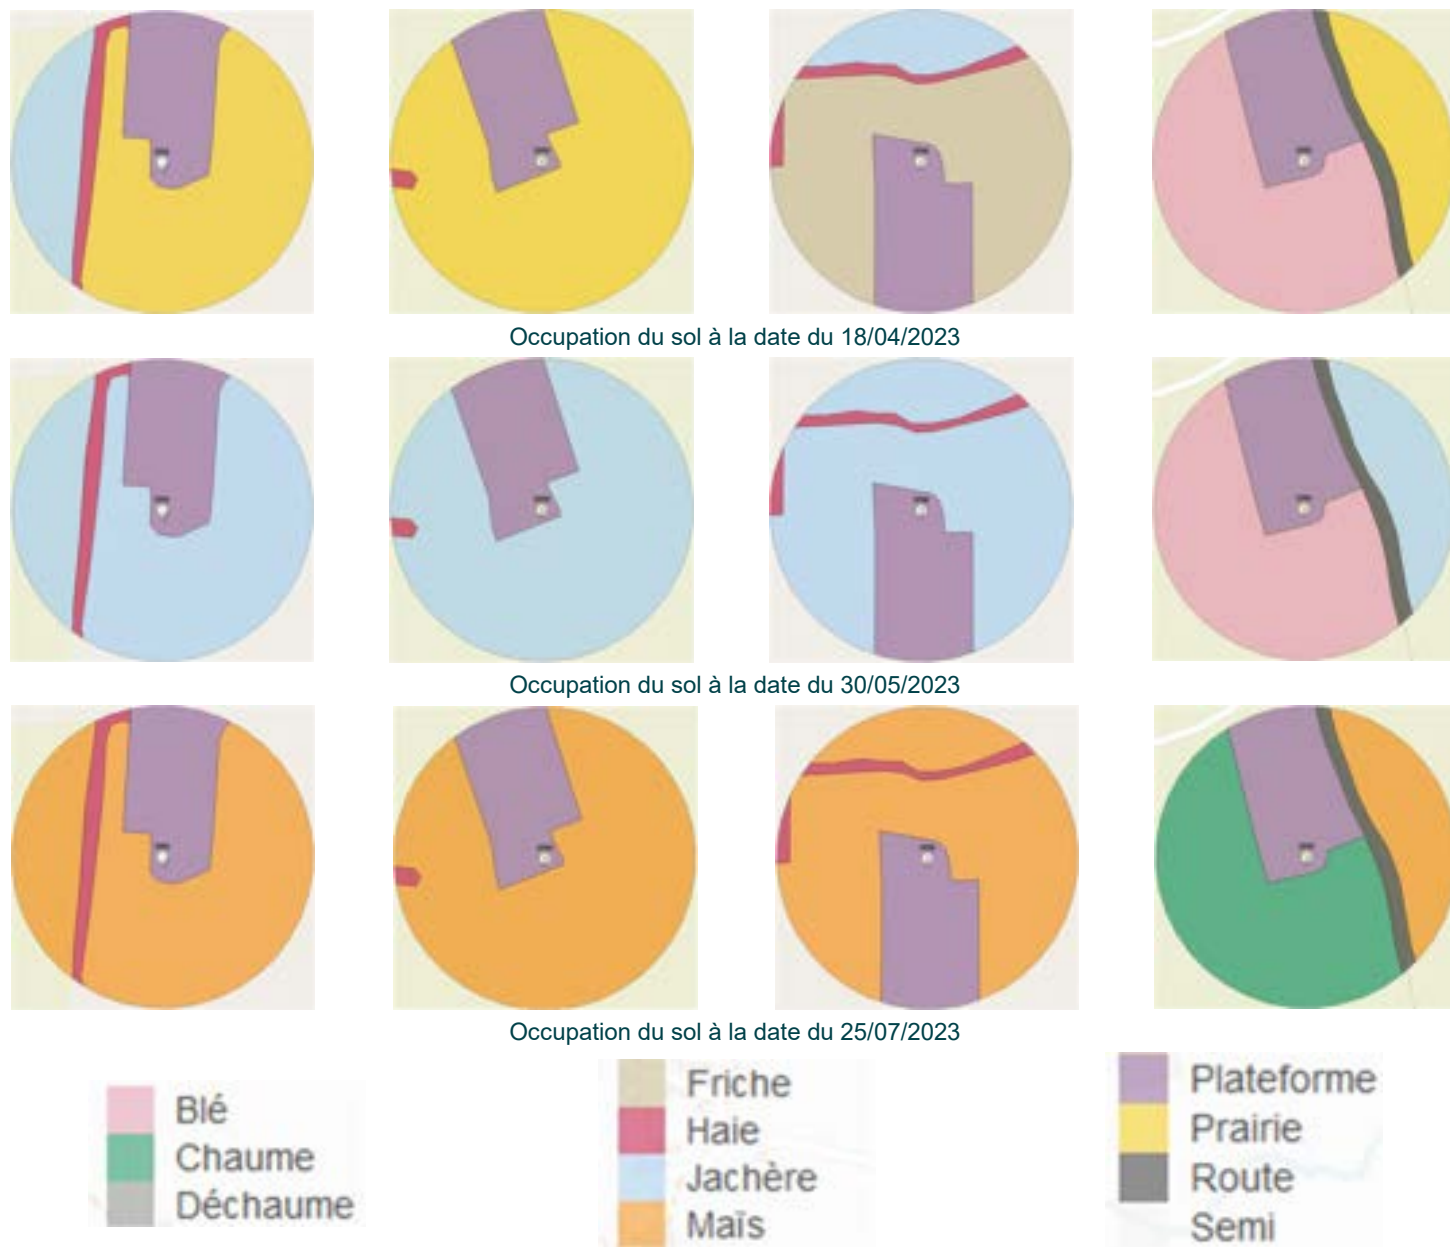 Occupation du sol à la date du 18/04/2023
Occupation du sol à la date du 30/05/2023
Occupation du sol à la date du 25/07/2023
Blé
Chaume
Déchaume
Friche
Haie
Jachère
Maïs
Plateforme
Prairie
Route
Semi